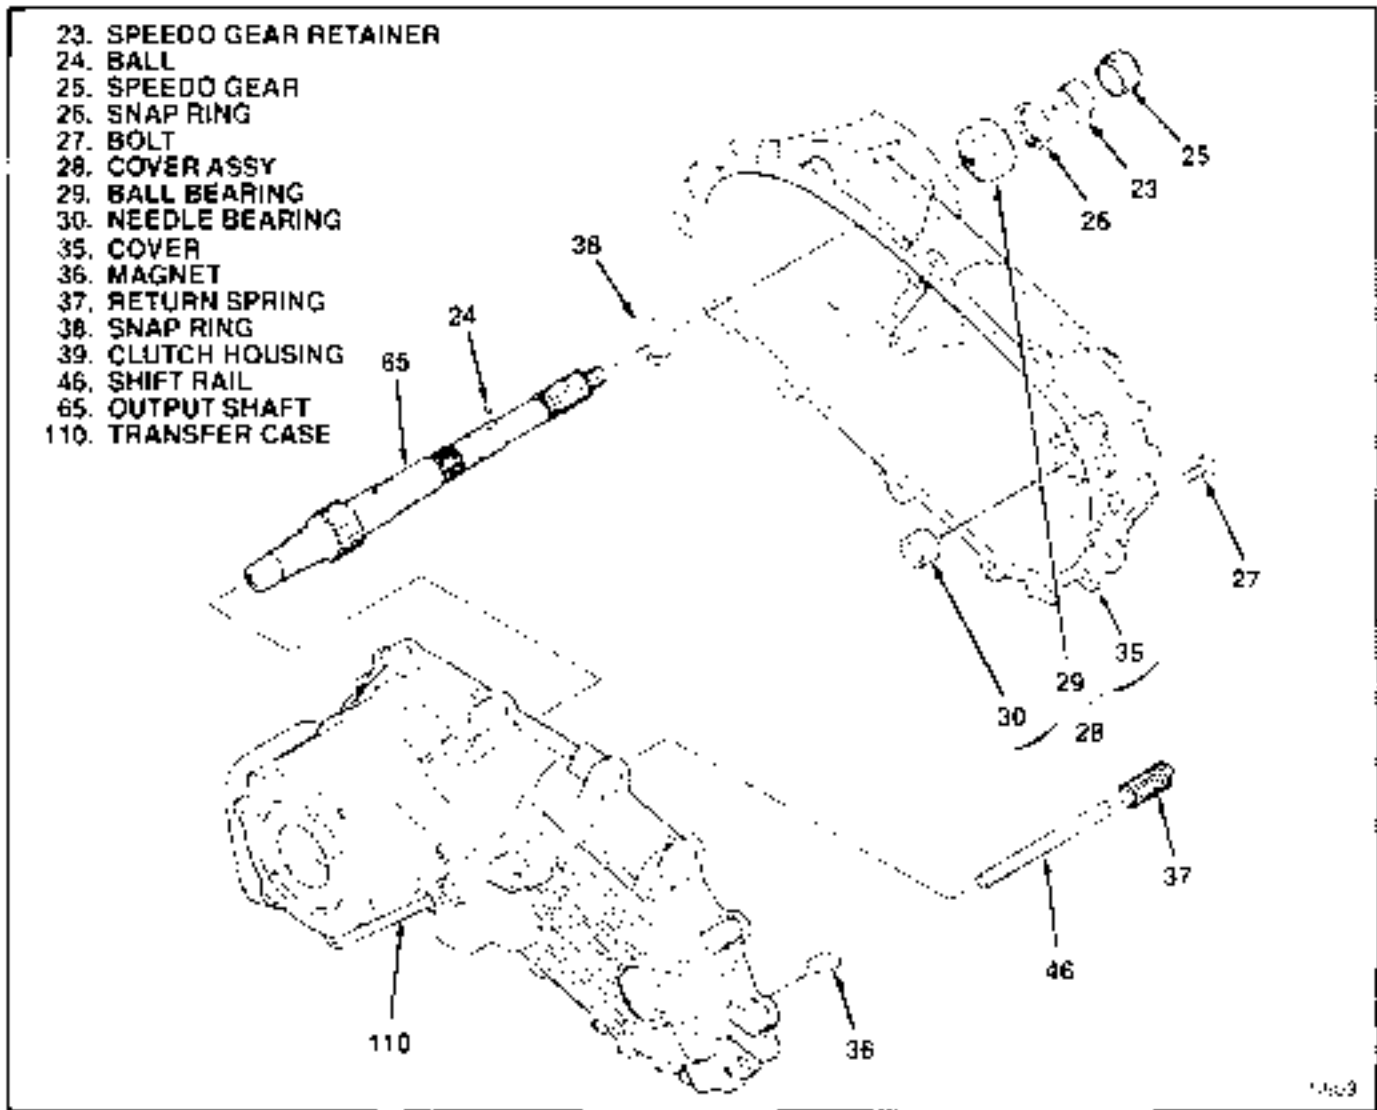 23. SPEEDO GEAR RETAINER
24. BALL
25. SPEEDO GEAR
26. SNAP RING
27. BOLT
28. COVER ASSY
29. BALL BEARING
30. NEEDLE BEARING
35. COVER
36. MAGNET
37. RETURN SPRING
38. SNAP RING
39. CLUTCH HOUSING
46. SHIFT RAIL
65. OUTPUT SHAFT
110. TRANSFER CASE
25
23
26
38
24
65
27
35
29
30
28
37
46
110
36